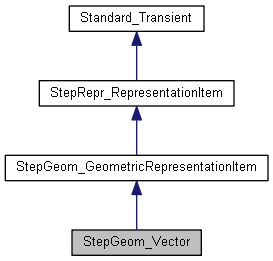 Standard_Transient
StepRepr_RepresentationItem
StepGeom_GeometricRepresentationItem
StepGeom_Vector